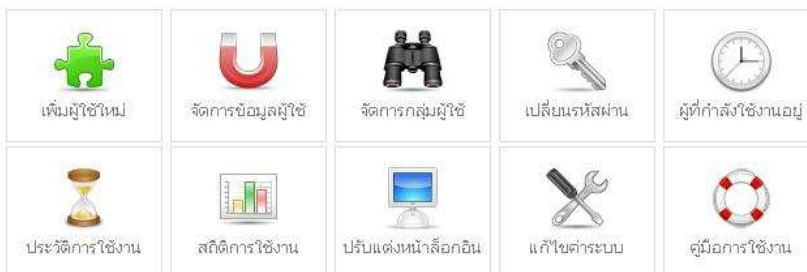 เพิ่มผู้ใช้ใหม่
จัดการข้อมูลผู้ใช้
จัดการกลุ่มผู้ใช้
เปลี่ยนรหัสผ่าน
ผู้ที่กำลังใช้งานอยู่
ประวัติการใช้งาน
สถิติการใช้งาน
ปรับแต่งหน้าล็อกอิน
แก้ไขค่าระบบ
คู่มือการใช้งาน